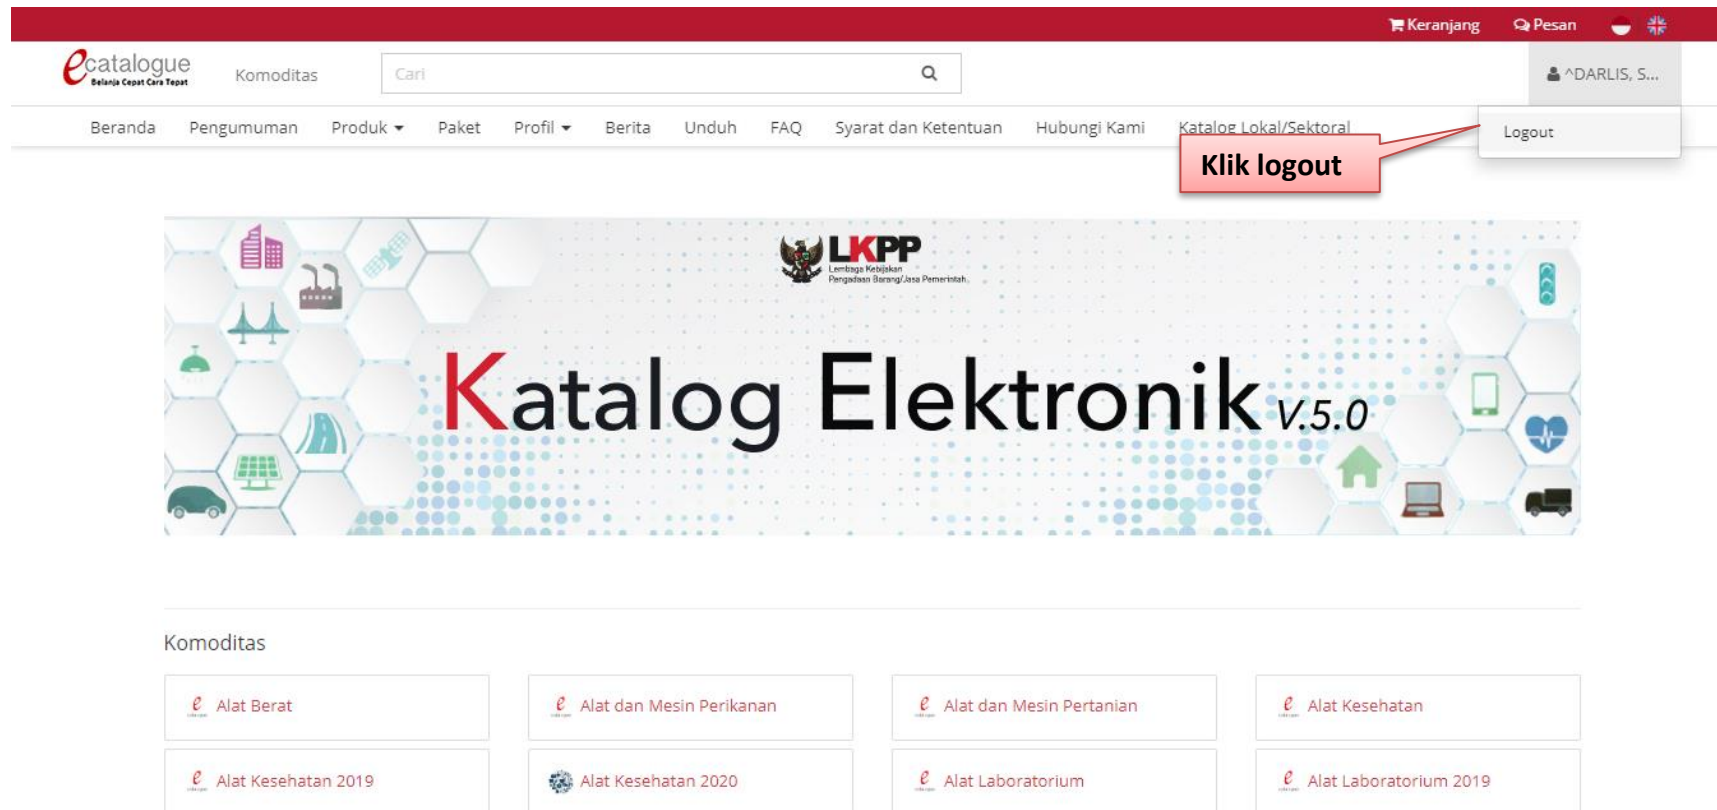 Keranjang Pesan
ecatalogue
Belanja Cepat Cara Tepat
Komoditas Cari ^DARLIS, S...
Beranda Pengumuman Produk Paket Profil Berita Unduh FAQ Syarat dan Ketentuan Hubungi Kami Katalog Lokal/Sektoral
Logout
Klik logout
LKPP
Lembaga Kebijakan
Pengadaan Barang/Jasa Pemerintah
Katalog Elektronik V.5.0
Komoditas
Alat Berat Alat dan Mesin Perikanan Alat dan Mesin Pertanian Alat Kesehatan
Alat Kesehatan 2019 Alat Kesehatan 2020 Alat Laboratorium Alat Laboratorium 2019